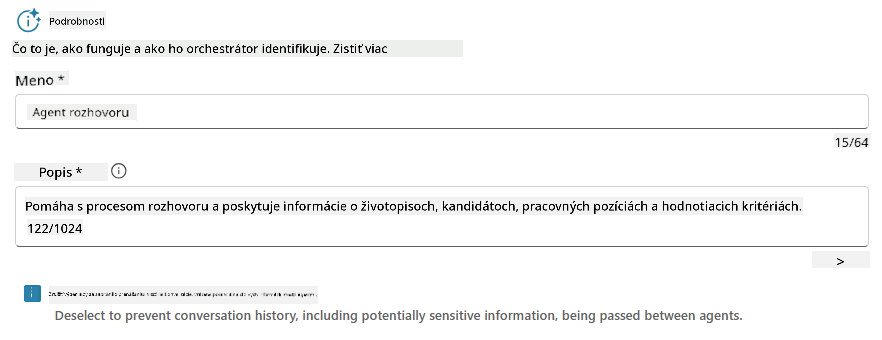 Podrobnosti
Čo to je, ako funguje a ako ho orchestrátor identifikuje. Zistiť viac
Meno *
Agent rozhovoru
15/64
Popis *
Pomáha s procesom rozhovoru a poskytuje informácie o životopisoch, kandidátoch, pracovných pozíciách a hodnotiacich kritériách.
122/1024
>
Deselect to prevent conversation history, including potentially sensitive information, being passed between agents.